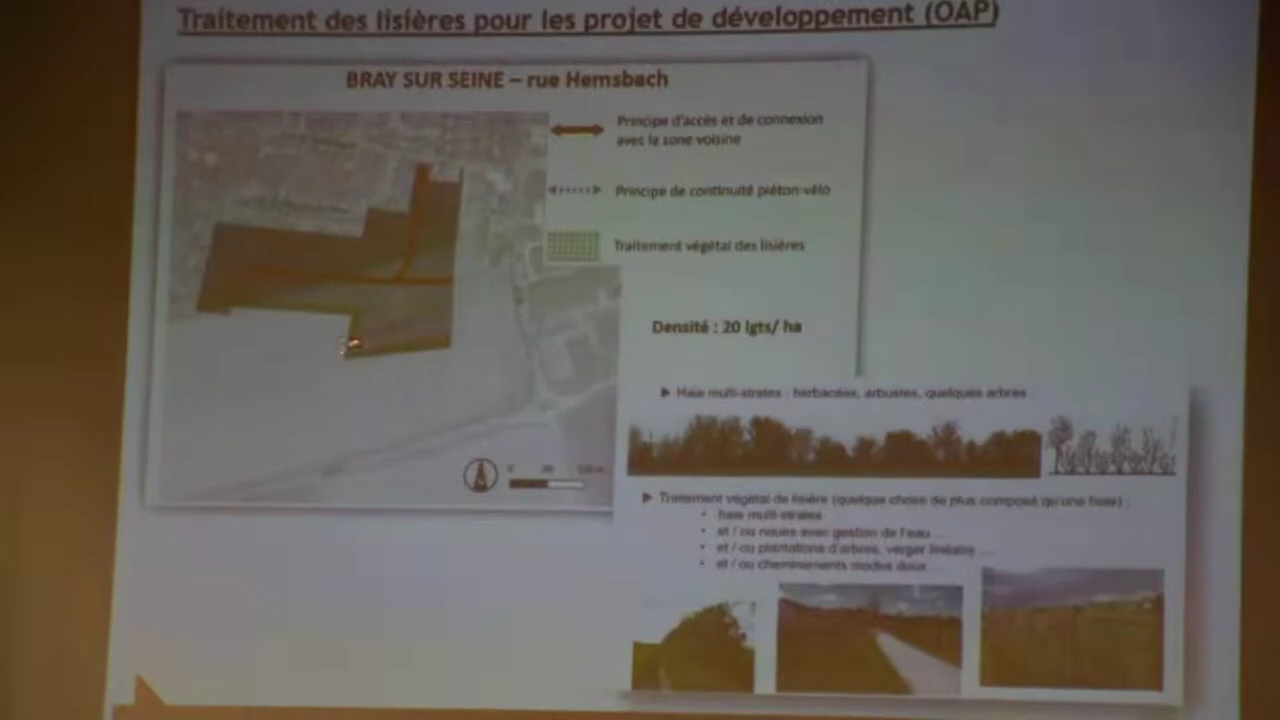 Traitement des lisières pour les projet de développement (OAP)
BRAY SUR SEINE – rue Hemsbach
Principe d'accès et de connexion
avec la zone voisine
Principe de continuité piéton-vélo
Traitement végétal des lisières
Densité : 20 lgts/ ha
► Haie multi-strates : herbacées, arbustes, quelques arbres
► Traitement végétal de lisière (quelque chose de plus composé qu'une haie) :
• haie multi-strates
• et / ou noues avec gestion de l'eau...
• et / ou plantations d'arbres, verger linéaire ...
• et / ou cheminements modes doux...
0